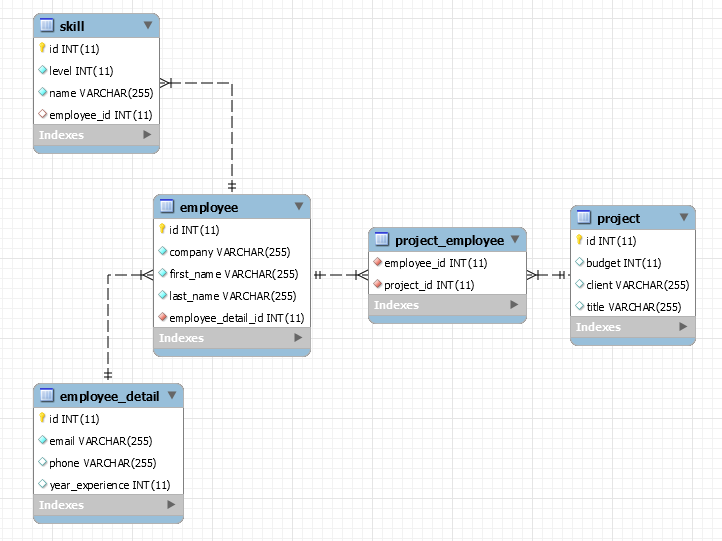 skill
id INT(11)
level INT(11)
name VARCHAR(255)
employee_id INT(11)
Indexes
employee
id INT(11)
company VARCHAR(255)
first_name VARCHAR(255)
last_name VARCHAR(255)
employee_detail_id INT(11)
Indexes
project_employee
employee_id INT(11)
project_id INT(11)
Indexes
project
id INT(11)
budget INT(11)
client VARCHAR(255)
title VARCHAR(255)
Indexes
employee_detail
id INT(11)
email VARCHAR(255)
phone VARCHAR(255)
year_experience INT(11)
Indexes